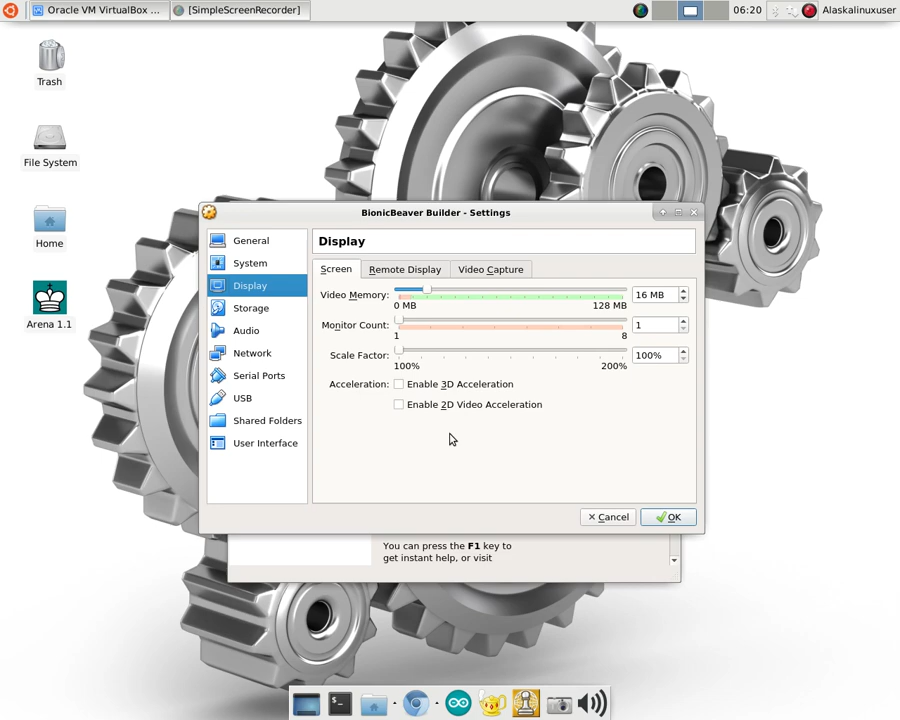 Oracle VM VirtualBox ...
[SimpleScreenRecorder]
06:20
Alaskalinuxuser
Trash
File System
Home
Arena 1.1
BionicBeaver Builder - Settings
General
System
Display
Storage
Audio
Network
Serial Ports
USB
Shared Folders
User Interface
Display
Screen
Remote Display
Video Capture
Video Memory:
16 MB
0 MB
128 MB
Monitor Count:
1
1
8
Scale Factor:
100%
100%
200%
Acceleration:
Enable 3D Acceleration
Enable 2D Video Acceleration
Cancel
OK
You can press the F1 key to
get instant help, or visit